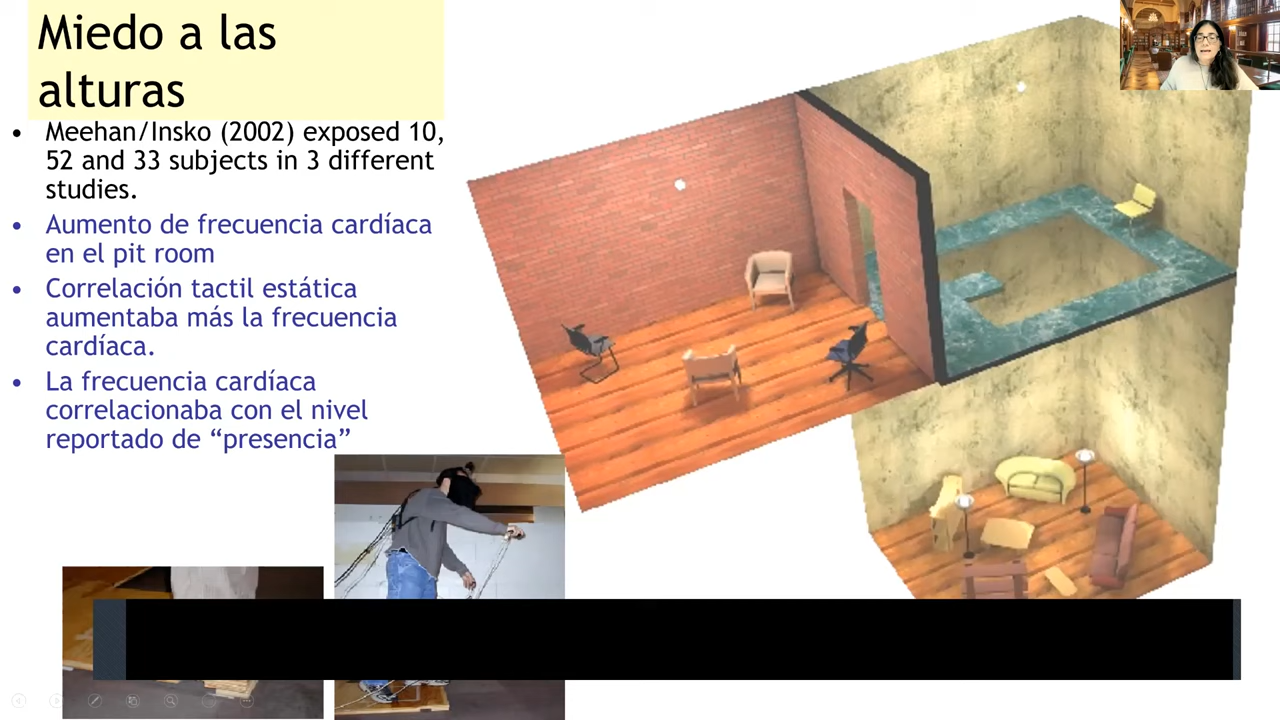 Miedo a las
alturas
• Meehan/Insko (2002) exposed 10,
52 and 33 subjects in 3 different
studies.
• Aumento de frecuencia cardíaca
en el pit room
• Correlación tactil estática
aumentaba más la frecuencia
cardíaca.
• La frecuencia cardíaca
correlacionaba con el nivel
reportado de “presencia”